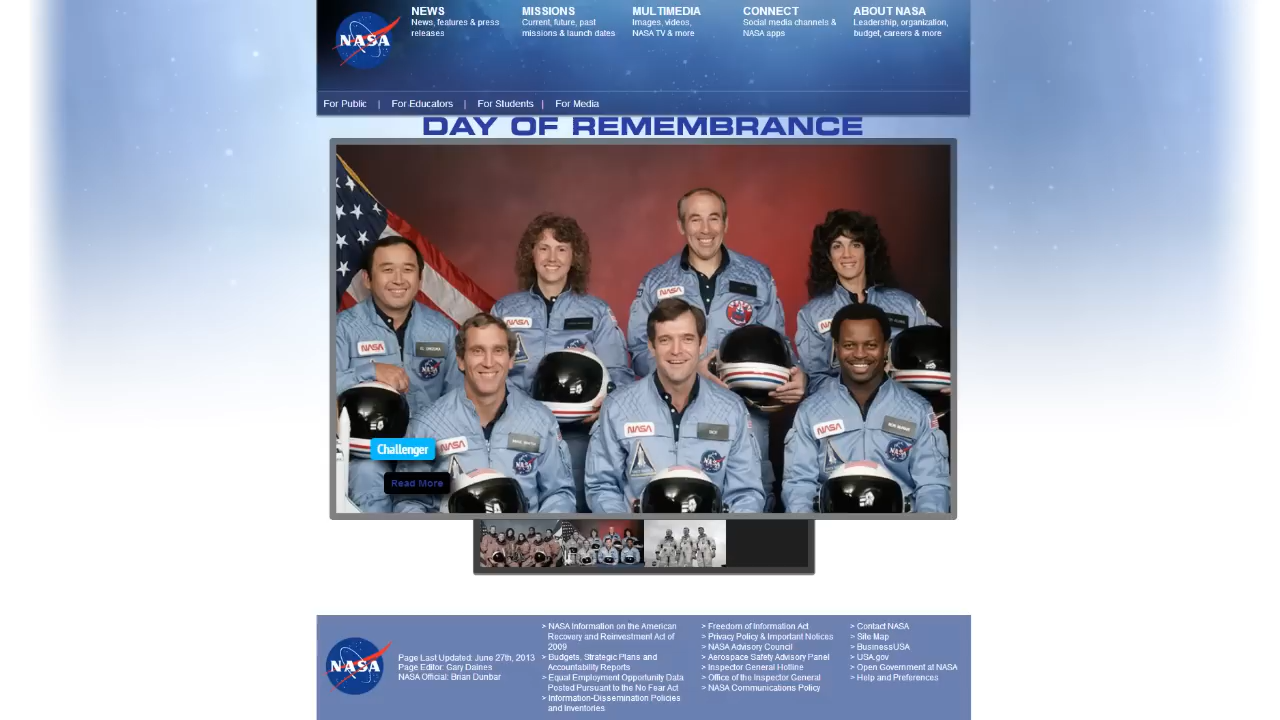 NASA
NEWS
News, features & press
releases
MISSIONS
Current, future, past
missions & launch dates
MULTIMEDIA
Images, videos,
NASA TV & more
CONNECT
Social media channels &
NASA apps
ABOUT NASA
Leadership, organization,
budget, careers & more
For Public | For Educators | For Students | For Media
DAY OF REMEMBRANCE
NASA
NASA
NASA
NASA
NASA
NASA
Challenger
Read More
NASA
Page Last Updated: June 27th, 2013
Page Editor: Gary Daines
NASA Official: Brian Dunbar
> NASA Information on the American
Recovery and Reinvestment Act of
2009
> Budgets, Strategic Plans and
Accountability Reports
> Equal Employment Opportunity Data
Posted Pursuant to the No Fear Act
> Information-Dissemination Policies
and Inventories
> Freedom of Information Act
> Privacy Policy & Important Notices
> NASA Advisory Council
> Aerospace Safety Advisory Panel
> Inspector General Hotline
> Office of the Inspector General
> NASA Communications Policy
> Contact NASA
> Site Map
> BusinessUSA
> USA.gov
> Open Government at NASA
> Help and Preferences